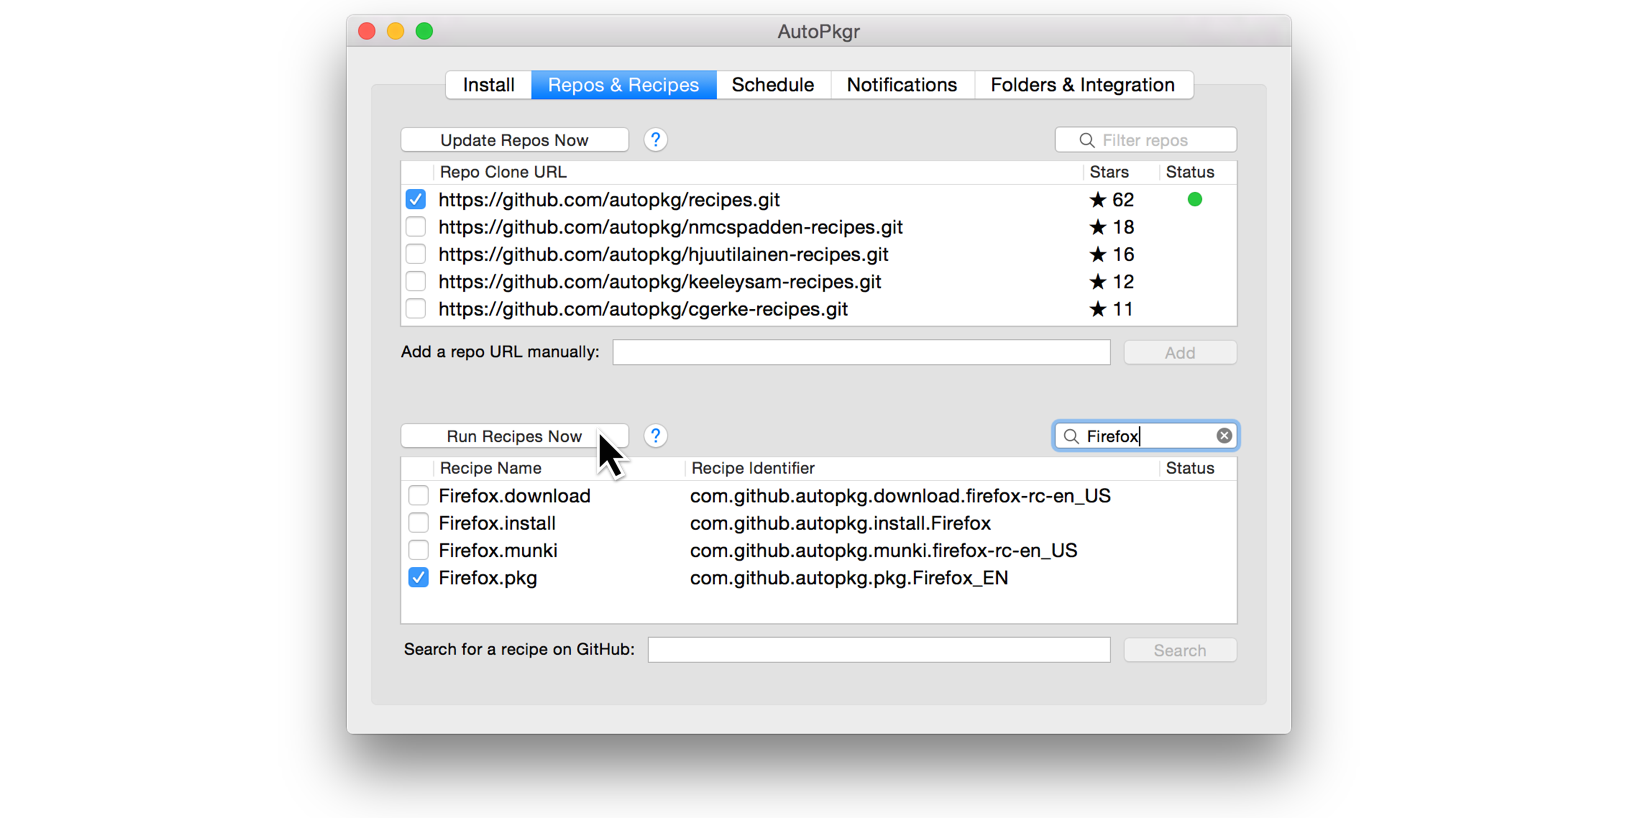 AutoPkgr
Install Repos & Recipes Schedule Notifications Folders & Integration
Update Repos Now ? Filter repos
Repo Clone URL Stars Status
https://github.com/autopkg/recipes.git ★ 62
https://github.com/autopkg/nmcspadden-recipes.git ★ 18
https://github.com/autopkg/hjuutilainen-recipes.git ★ 16
https://github.com/autopkg/keeleysam-recipes.git ★ 12
https://github.com/autopkg/cgerke-recipes.git ★ 11
Add a repo URL manually: Add
Run Recipes Now ? Firefox
Recipe Name Recipe Identifier Status
Firefox.download com.github.autopkg.download.firefox-rc-en_US
Firefox.install com.github.autopkg.install.Firefox
Firefox.munki com.github.autopkg.munki.firefox-rc-en_US
Firefox.pkg com.github.autopkg.pkg.Firefox_EN
Search for a recipe on GitHub: Search